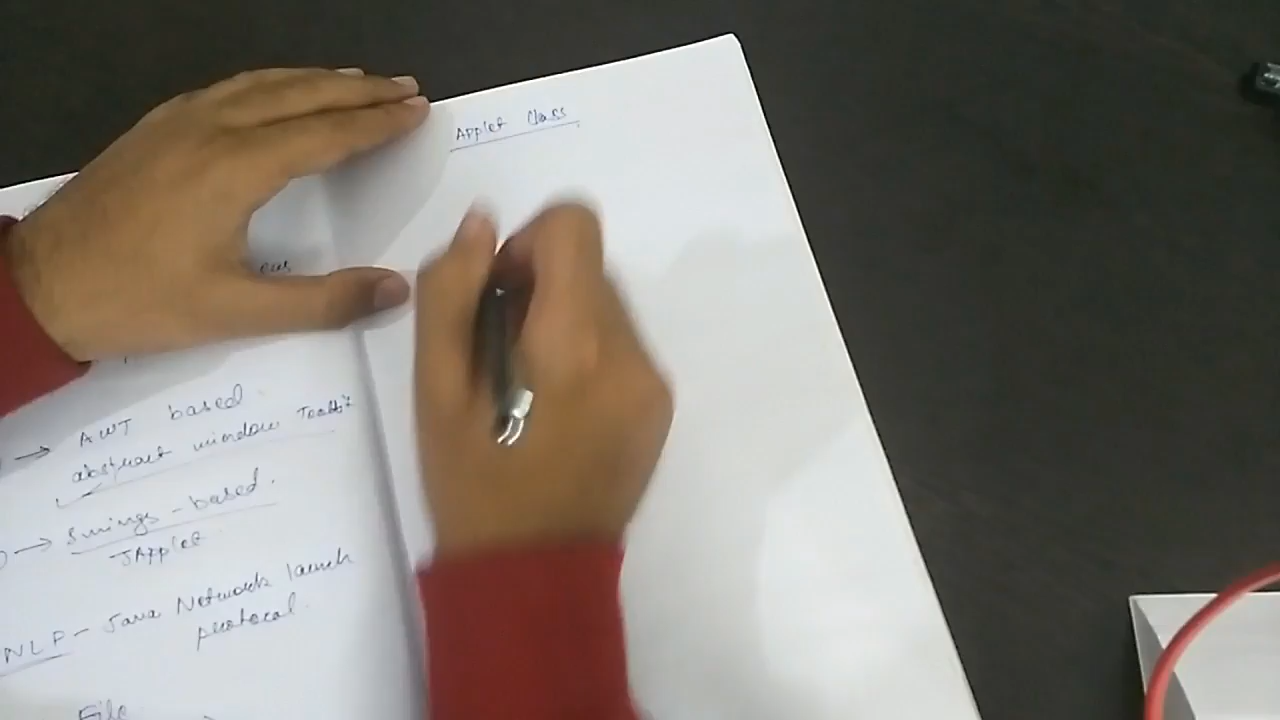 Applet Class
→ AWT based.
abstract window Toolkit
→ Swings-based.
JApplet
NLP - Java Network launch
protocol.
File